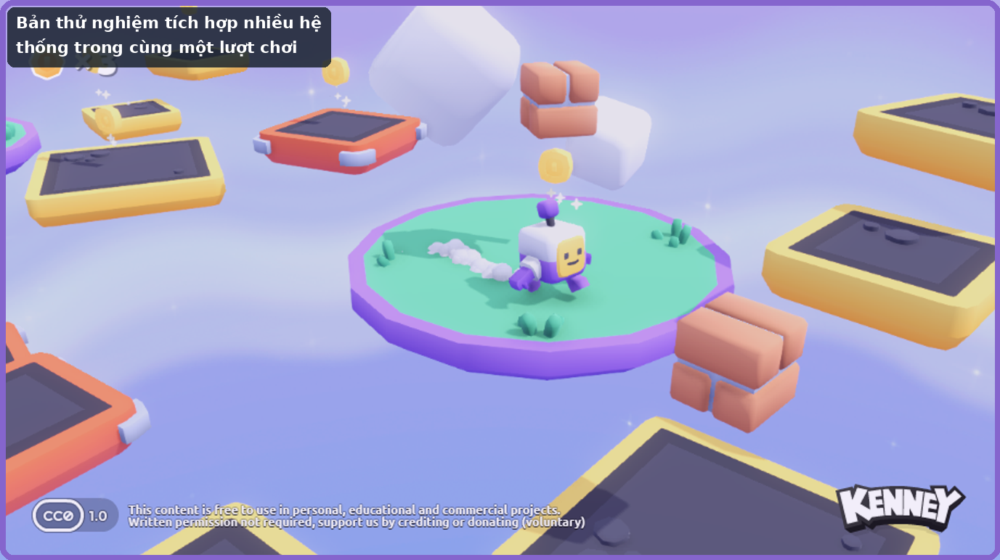 Bản thử nghiệm tích hợp nhiều hệ
thống trong cùng một lượt chơi
CC0 1.0
This content is free to use in personal, educational and commercial projects.
Written permission not required, support us by crediting or donating (voluntary)
KENNEY